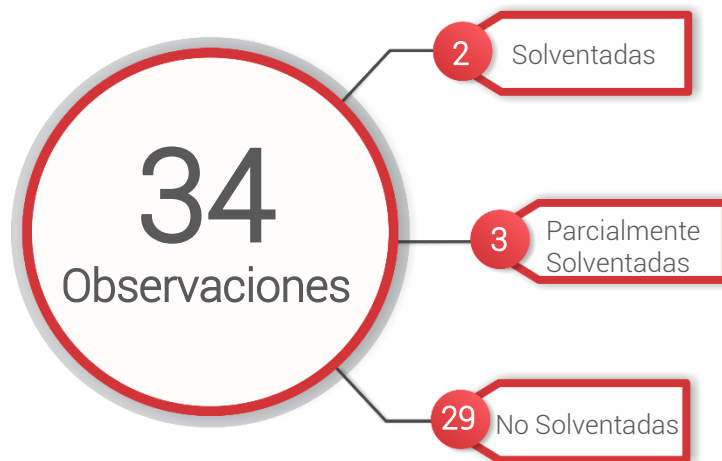 34
Observaciones
2
Solventadas
3
Parcialmente
Solventadas
29
No Solventadas